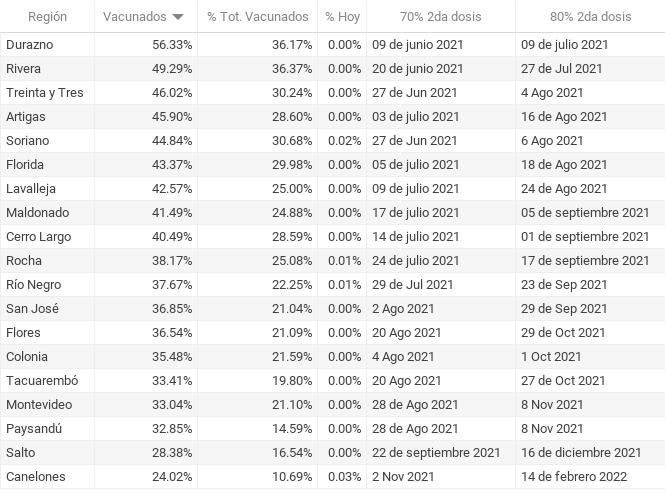 Región Vacunados % Tot. Vacunados % Hoy 70% 2da dosis 80% 2da dosis
Durazno 56.33% 36.17% 0.00% 09 de junio 2021 09 de julio 2021
Rivera 49.29% 36.37% 0.00% 20 de junio 2021 27 de Jul 2021
Treinta y Tres 46.02% 30.24% 0.00% 27 de Jun 2021 4 Ago 2021
Artigas 45.90% 28.60% 0.00% 03 de julio 2021 16 de Ago 2021
Soriano 44.84% 30.68% 0.02% 27 de Jun 2021 6 Ago 2021
Florida 43.37% 29.98% 0.00% 05 de julio 2021 18 de Ago 2021
Lavalleja 42.57% 25.00% 0.00% 09 de julio 2021 24 de Ago 2021
Maldonado 41.49% 24.88% 0.00% 17 de julio 2021 05 de septiembre 2021
Cerro Largo 40.49% 28.59% 0.00% 14 de julio 2021 01 de septiembre 2021
Rocha 38.17% 25.08% 0.01% 24 de julio 2021 17 de septiembre 2021
Río Negro 37.67% 22.25% 0.01% 29 de Jul 2021 23 de Sep 2021
San José 36.85% 21.04% 0.00% 2 Ago 2021 29 de Sep 2021
Flores 36.54% 21.09% 0.00% 20 Ago 2021 29 de Oct 2021
Colonia 35.48% 21.59% 0.00% 4 Ago 2021 1 Oct 2021
Tacuarembó 33.41% 19.80% 0.00% 20 Ago 2021 27 de Oct 2021
Montevideo 33.04% 21.10% 0.00% 28 de Ago 2021 8 Nov 2021
Paysandú 32.85% 14.59% 0.00% 28 de Ago 2021 8 Nov 2021
Salto 28.38% 16.54% 0.00% 22 de septiembre 2021 16 de diciembre 2021
Canelones 24.02% 10.69% 0.03% 2 Nov 2021 14 de febrero 2022